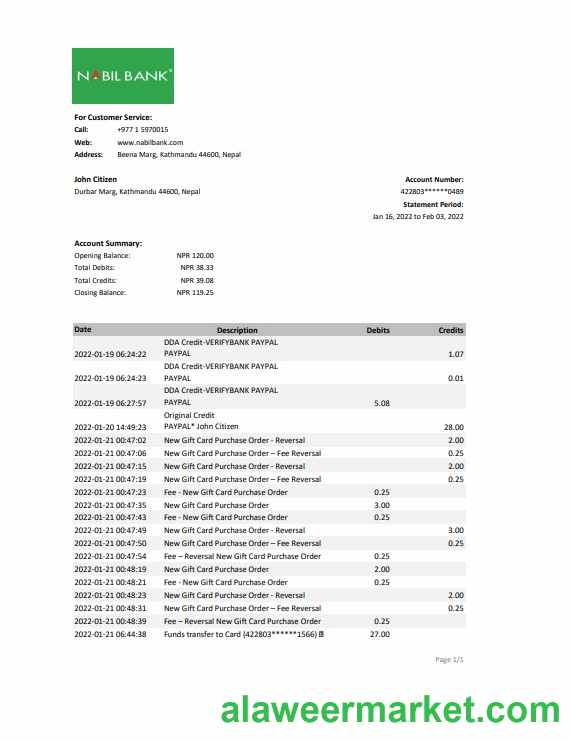 NABIL BANK
For Customer Service:
Call: +977 1 5970015
Web: www.nabilbank.com
Address: Beena Marg, Kathmandu 44600, Nepal
John Citizen Account Number:
Durbar Marg, Kathmandu 44600, Nepal 422803******0489
Statement Period:
Jan 16, 2022 to Feb 03, 2022
Account Summary:
Opening Balance: NPR 120.00
Total Debits: NPR 38.33
Total Credits: NPR 39.08
Closing Balance: NPR 119.25
Date Description Debits Credits
DDA Credit-VERIFYBANK PAYPAL
2022-01-19 06:24:22 PAYPAL 1.07
DDA Credit-VERIFYBANK PAYPAL
2022-01-19 06:24:23 PAYPAL 0.01
DDA Credit-VERIFYBANK PAYPAL
2022-01-19 06:27:57 PAYPAL 5.08
Original Credit
2022-01-20 14:49:23 PAYPAL* John Citizen 28.00
2022-01-21 00:47:02 New Gift Card Purchase Order - Reversal 2.00
2022-01-21 00:47:06 New Gift Card Purchase Order – Fee Reversal 0.25
2022-01-21 00:47:15 New Gift Card Purchase Order - Reversal 2.00
2022-01-21 00:47:19 New Gift Card Purchase Order – Fee Reversal 0.25
2022-01-21 00:47:23 Fee - New Gift Card Purchase Order 0.25
2022-01-21 00:47:35 New Gift Card Purchase Order 3.00
2022-01-21 00:47:43 Fee - New Gift Card Purchase Order 0.25
2022-01-21 00:47:49 New Gift Card Purchase Order - Reversal 3.00
2022-01-21 00:47:50 New Gift Card Purchase Order – Fee Reversal 0.25
2022-01-21 00:47:54 Fee – Reversal New Gift Card Purchase Order 0.25
2022-01-21 00:48:19 New Gift Card Purchase Order 2.00
2022-01-21 00:48:21 Fee - New Gift Card Purchase Order 0.25
2022-01-21 00:48:23 New Gift Card Purchase Order - Reversal 2.00
2022-01-21 00:48:31 New Gift Card Purchase Order – Fee Reversal 0.25
2022-01-21 00:48:39 Fee – Reversal New Gift Card Purchase Order 0.25
2022-01-21 06:44:38 Funds transfer to Card (422803******1566) 27.00
Page 1/1
alaweermarket.com